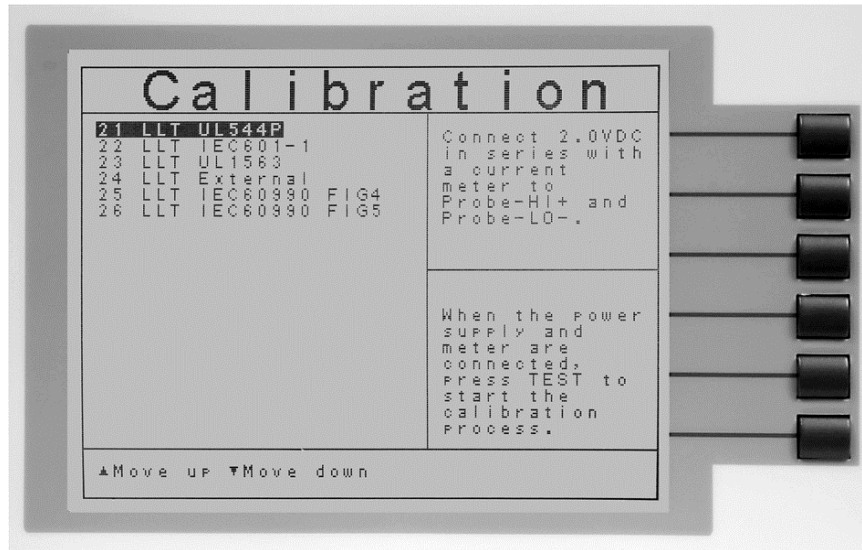 Calibration
21 LLT UL544P
22 LLT IEC601-1
23 LLT UL1563
24 LLT External
25 LLT IEC60990 FIG4
26 LLT IEC60990 FIG5
Connect 2.0VDC
in series with
a current
meter to
Probe-HI+ and
Probe-LO-.
When the power
supply and
meter are
connected,
press TEST to
start the
calibration
process.
▲Move up ▼Move down